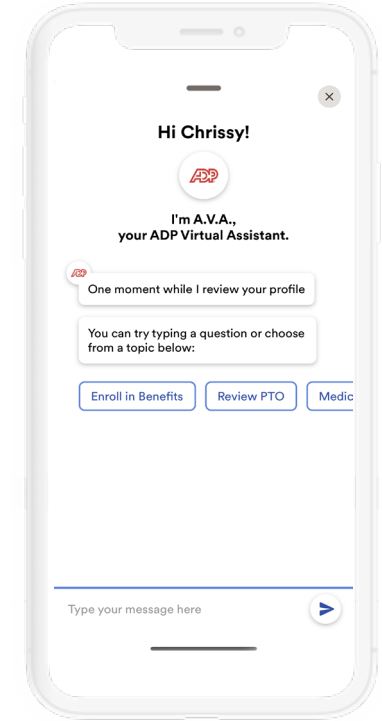 Hi Chrissy!
ADP
I'm A.V.A.,
your ADP Virtual Assistant.
ADP
One moment while I review your profile
You can try typing a question or choose
from a topic below:
Enroll in Benefits
Review PTO
Medic
Type your message here